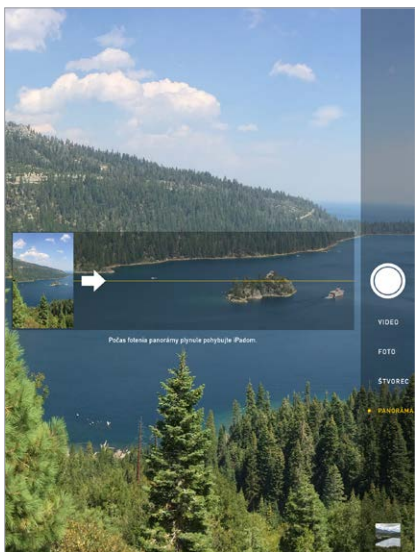 Počas fotenia panorámy plynule pohybujte iPadom.
VIDEO
FOTO
ŠTVOREC
PANORÁMA